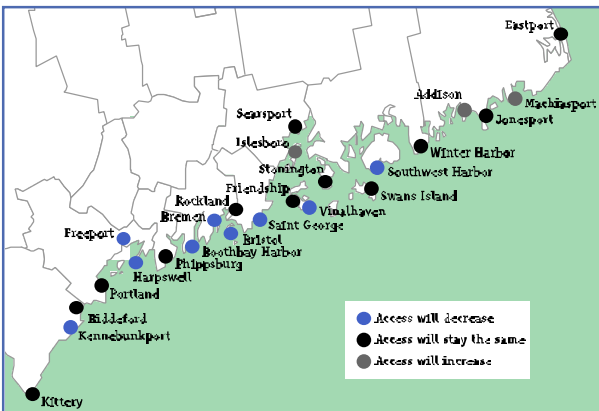 Eastport
Addison
Machiasport
Jonesport
Searsport
Islesboro
Winter Harbor
Stonington
Southwest Harbor
Friendship
Swans Island
Rockland
Vinalhaven
Bremen
Saint George
Freeport
Bristol
Boothbay Harbor
Phippsburg
Harpswell
Portland
Biddeford
Kennebunkport
Kittery
Access will decrease
Access will stay the same
Access will increase